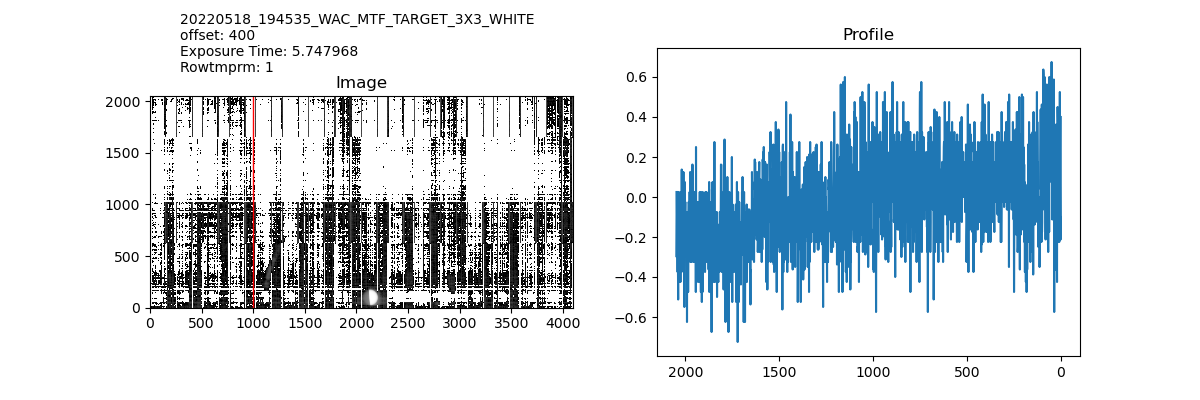 20220518_194535_WAC_MTF_TARGET_3X3_WHITE
offset: 400
Exposure Time: 5.747968
Rowtmprm: 1
Image
2000
1500
1000
500
0
0 500 1000 1500 2000 2500 3000 3500 4000
Profile
0.6
0.4
0.2
0.0
−0.2
−0.4
−0.6
2000 1500 1000 500 0